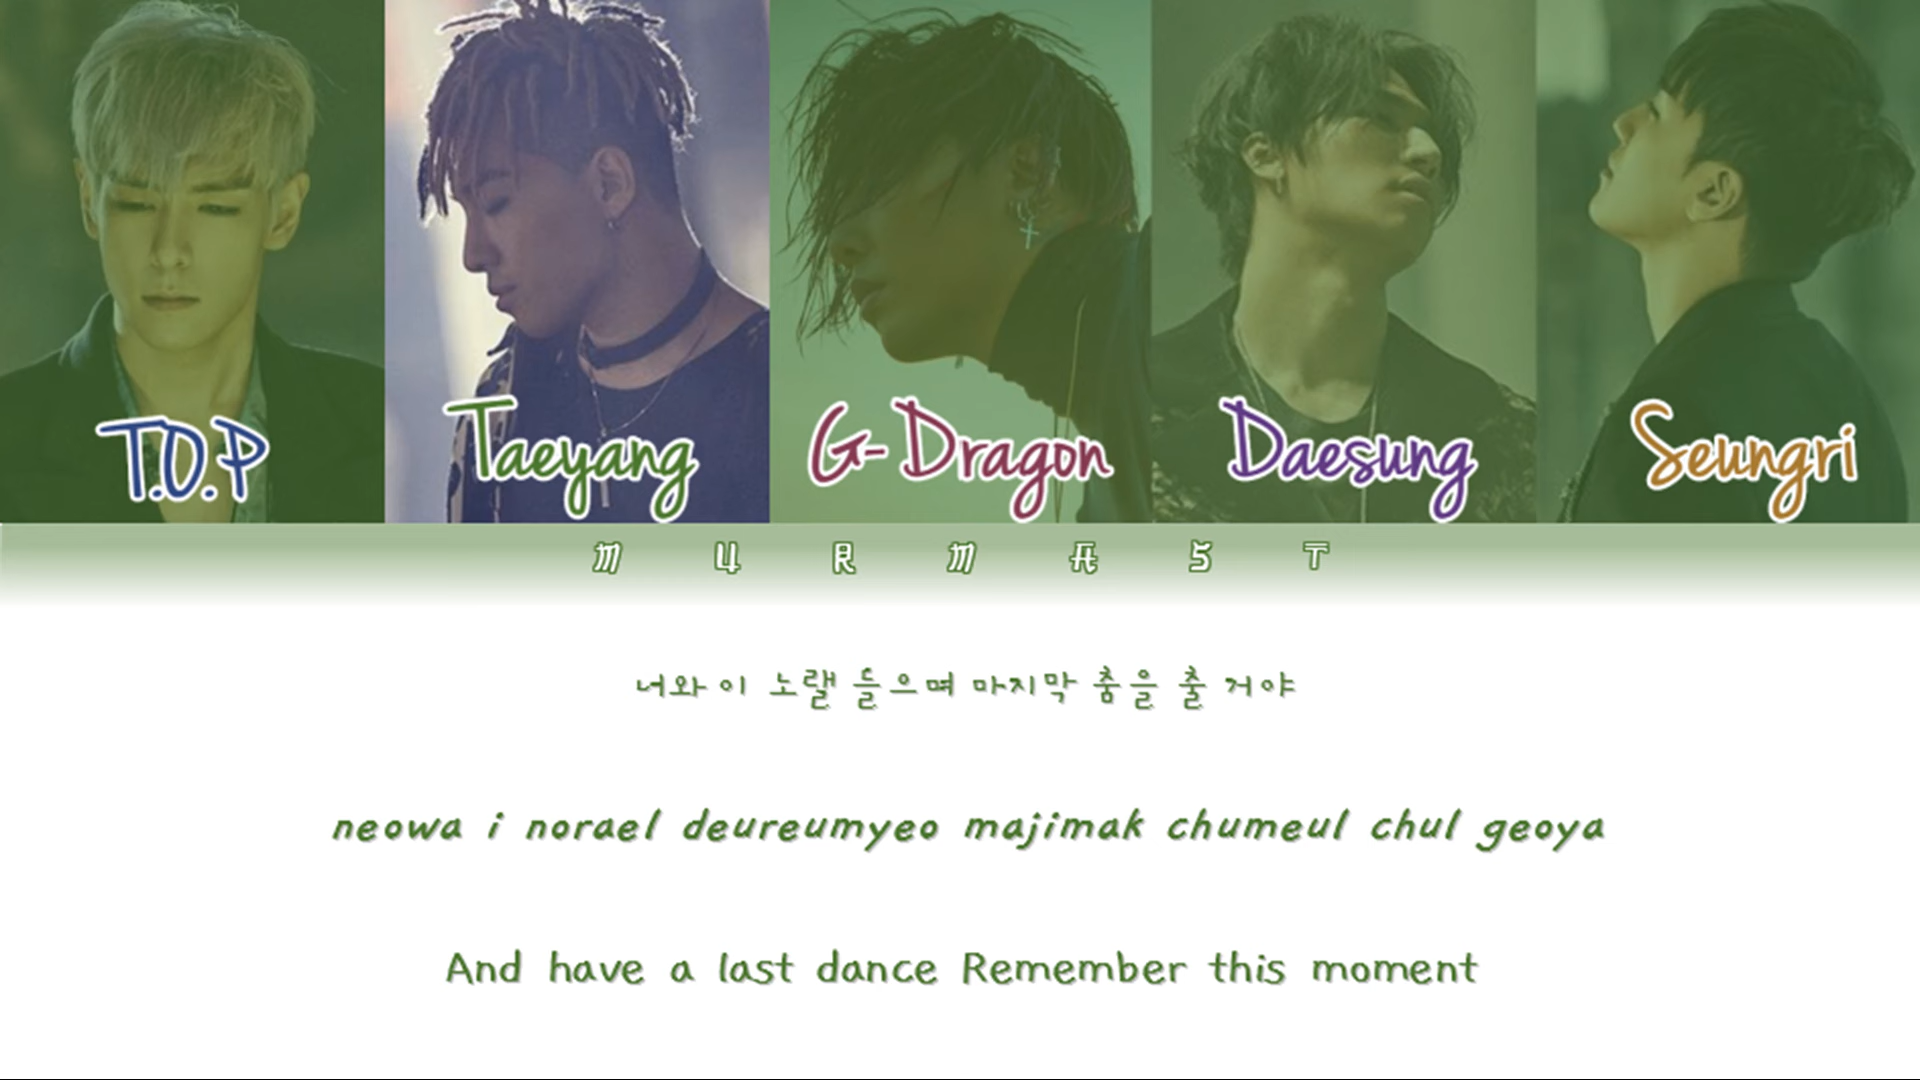 T.O.P Taeyang G-Dragon Daesung Seungri
MURMAST
너와 이 노랠 들으며 마지막 춤을 출 거야
neowa i norael deureumyeo majimak chumeul chul geoya
And have a last dance Remember this moment